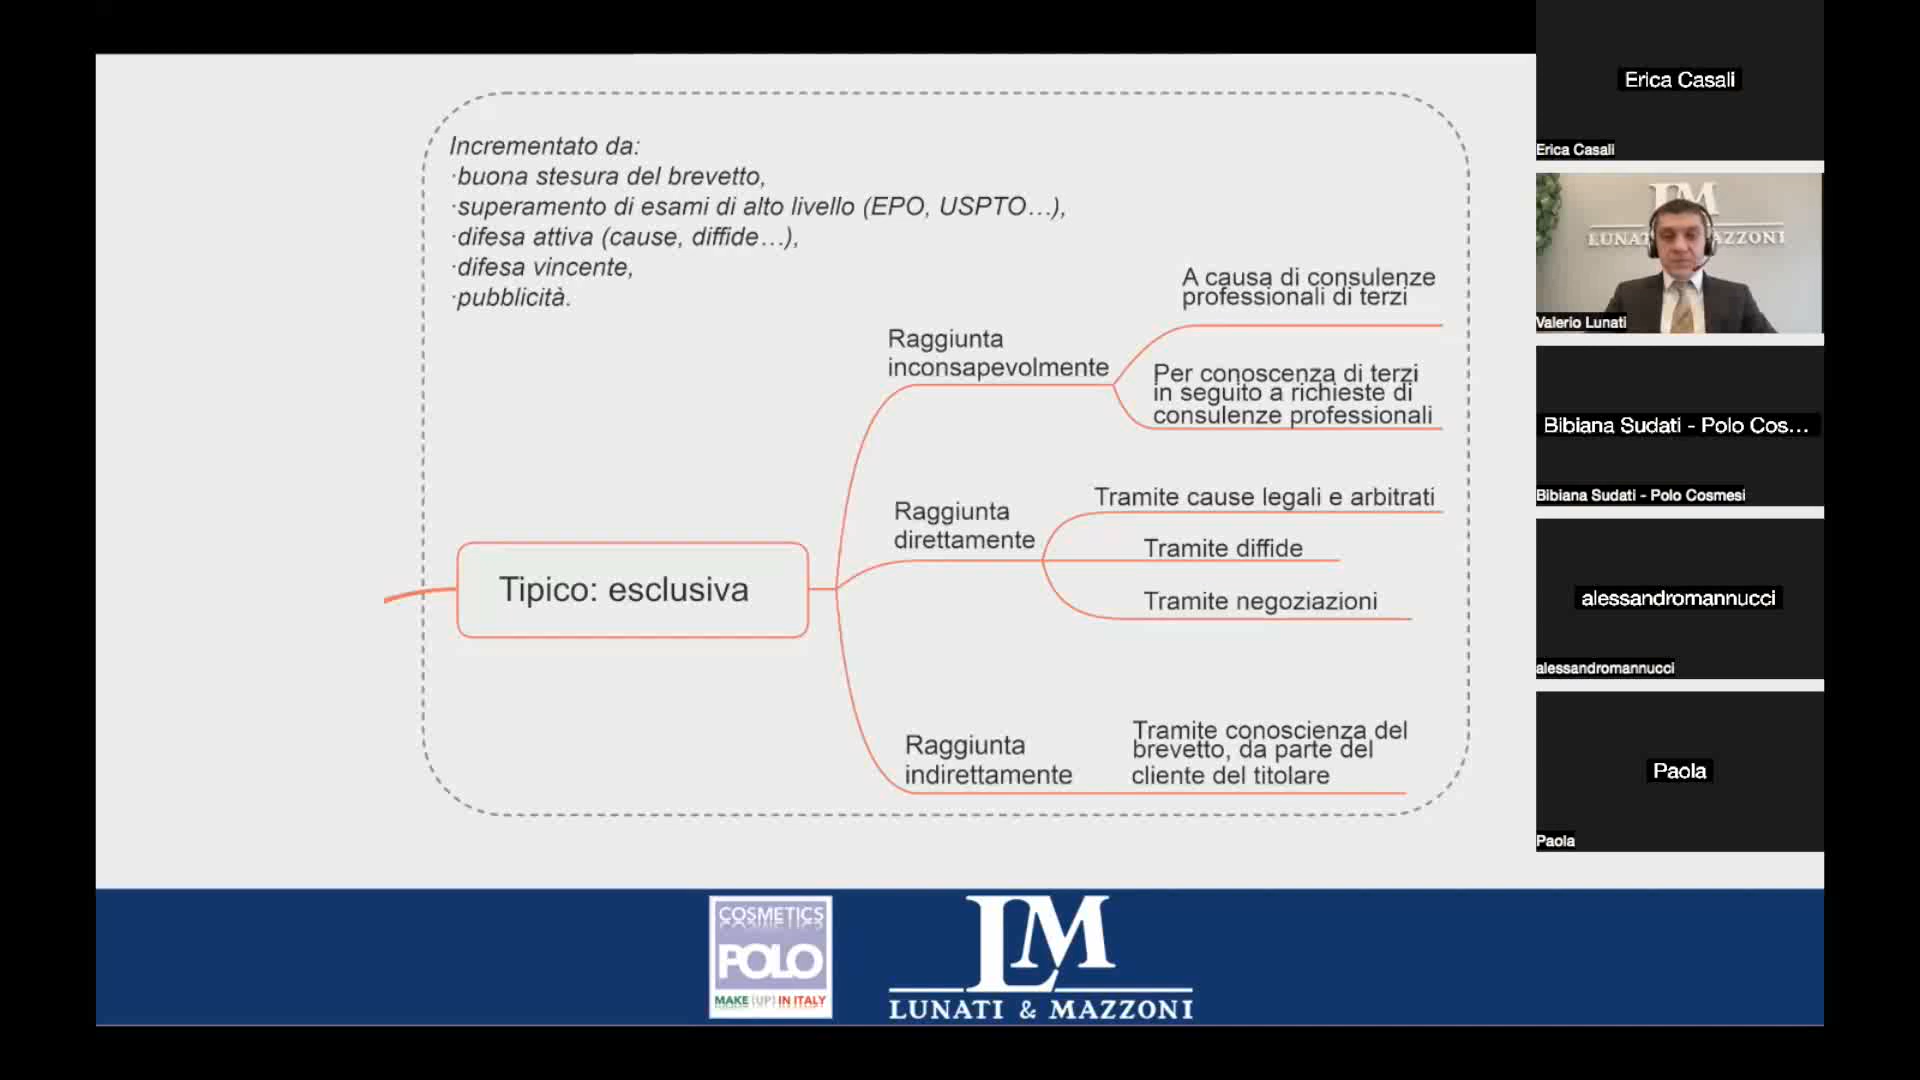 Incrementato da:
·buona stesura del brevetto,
·superamento di esami di alto livello (EPO, USPTO…),
·difesa attiva (cause, diffide…),
·difesa vincente,
·pubblicità.
A causa di consulenze
professionali di terzi
Raggiunta
inconsapevolmente
Per conoscenza di terzi
in seguito a richieste di
consulenze professionali
Raggiunta
direttamente
Tramite cause legali e arbitrati
Tramite diffide
Tramite negoziazioni
Tipico: esclusiva
Raggiunta
indirettamente
Tramite conoscienza del
brevetto, da parte del
cliente del titolare
COSMETICS
POLO
MAKE (UP) IN ITALY
LM
LUNATI & MAZZONI
Erica Casali
Erica Casali
LM
LUNATI MAZZONI
Valerio Lunati
Bibiana Sudati - Polo Cos...
Bibiana Sudati - Polo Cosmesi
alessandromannucci
alessandromannucci
Paola
Paola